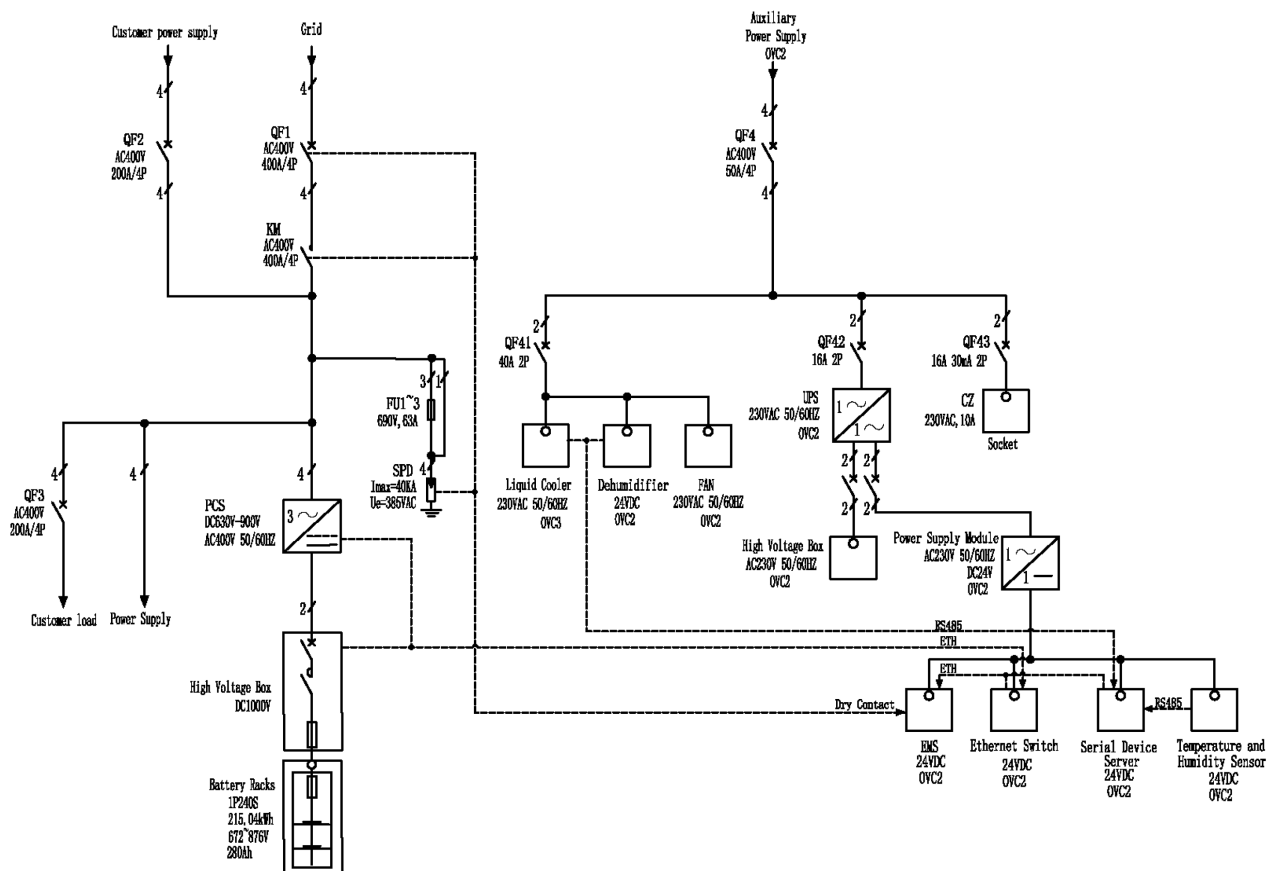 Customer power supply
Grid
Auxiliary
Power Supply
OVC2
4
4
4
QF2
AC400V
200A/4P
4
QF1
AC400V
400A/4P
4
QF4
AC400V
50A/4P
4
KM
AC400V
400A/4P
2
QF41
40A 2P
2
QF42
16A 2P
2
QF43
16A 30mA 2P
3
1
FU1~3
690V,63A
4
SPD
Imax=40KA
Ue=385VAC
UPS
230VAC 50/60HZ
OVC2
1
1
CZ
230VAC,10A
Socket
Liquid Cooler
230VAC 50/60HZ
OVC3
Dehumidifier
24VDC
OVC2
FAN
230VAC 50/60HZ
OVC2
2
2
2
2
4
4
4
QF3
AC400V
200A/4P
PCS
DC630V-900V
AC400V 50/60HZ
3
High Voltage Box
AC230V 50/60HZ
OVC2
Power Supply Module
AC230V 50/60HZ
DC24V
OVC2
1
1
Customer load
Power Supply
2
RS485
ETH
ETH
High Voltage Box
DC1000V
Dry Contact
RS485
EMS
24VDC
OVC2
Ethernet Switch
24VDC
OVC2
Serial Device
Server
24VDC
OVC2
Temperature and
Humidity Sensor
24VDC
OVC2
Battery Racks
1P240S
215.04kWh
672~876V
280Ah